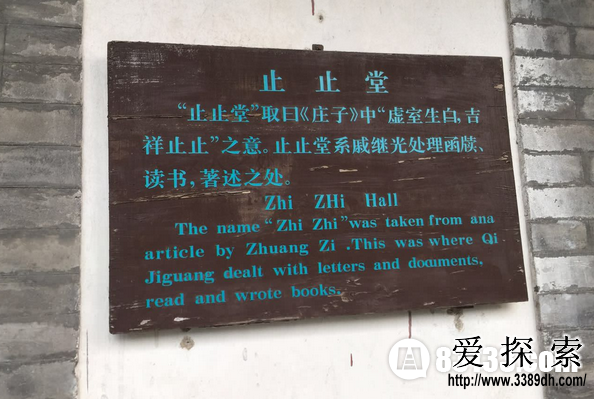 止止堂
“止止堂”取曰《庄子》中“虚室生白,吉
祥止止”之意。止止堂系戚继光处理函牍、
读书,著述之处。
Zhi ZHi Hall
The name “Zhi Zhi”was taken from ana
article by Zhuang Zi .This was where Qi
Jiguang dealt with letters and documents,
read and wrote books.
爱探索
http://www.3389dh.com/